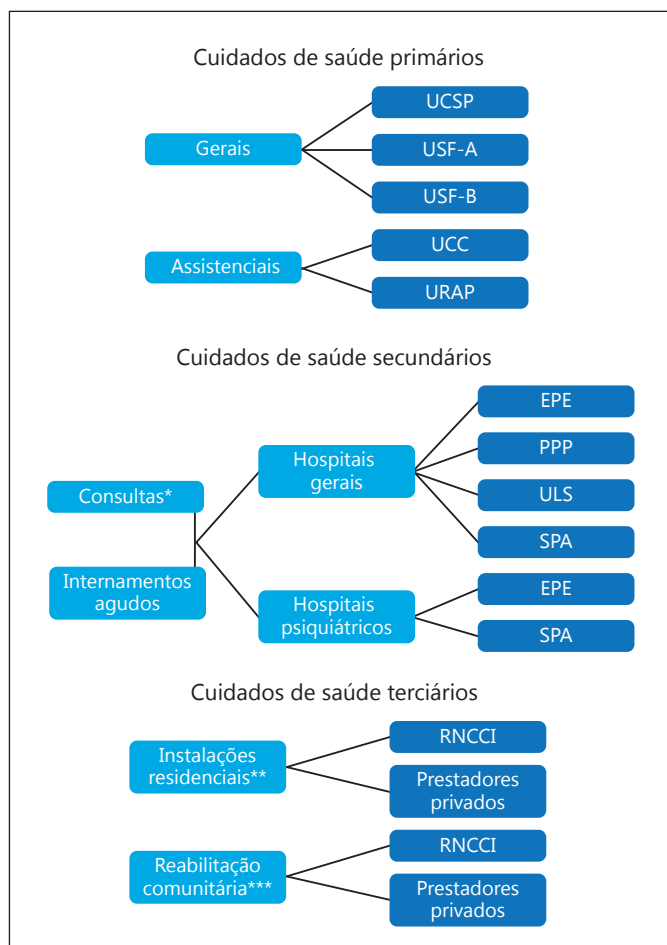 Cuidados de saúde primários
Gerais
UCSP
USF-A
USF-B
Assistenciais
UCC
URAP
Cuidados de saúde secundários
Consultas*
Internamentos
agudos
Hospitais
gerais
EPE
PPP
ULS
SPA
Hospitais
psiquiátricos
EPE
SPA
Cuidados de saúde terciários
Instalações
residenciais**
RNCCI
Prestadores
privados
Reabilitação
comunitária***
RNCCI
Prestadores
privados